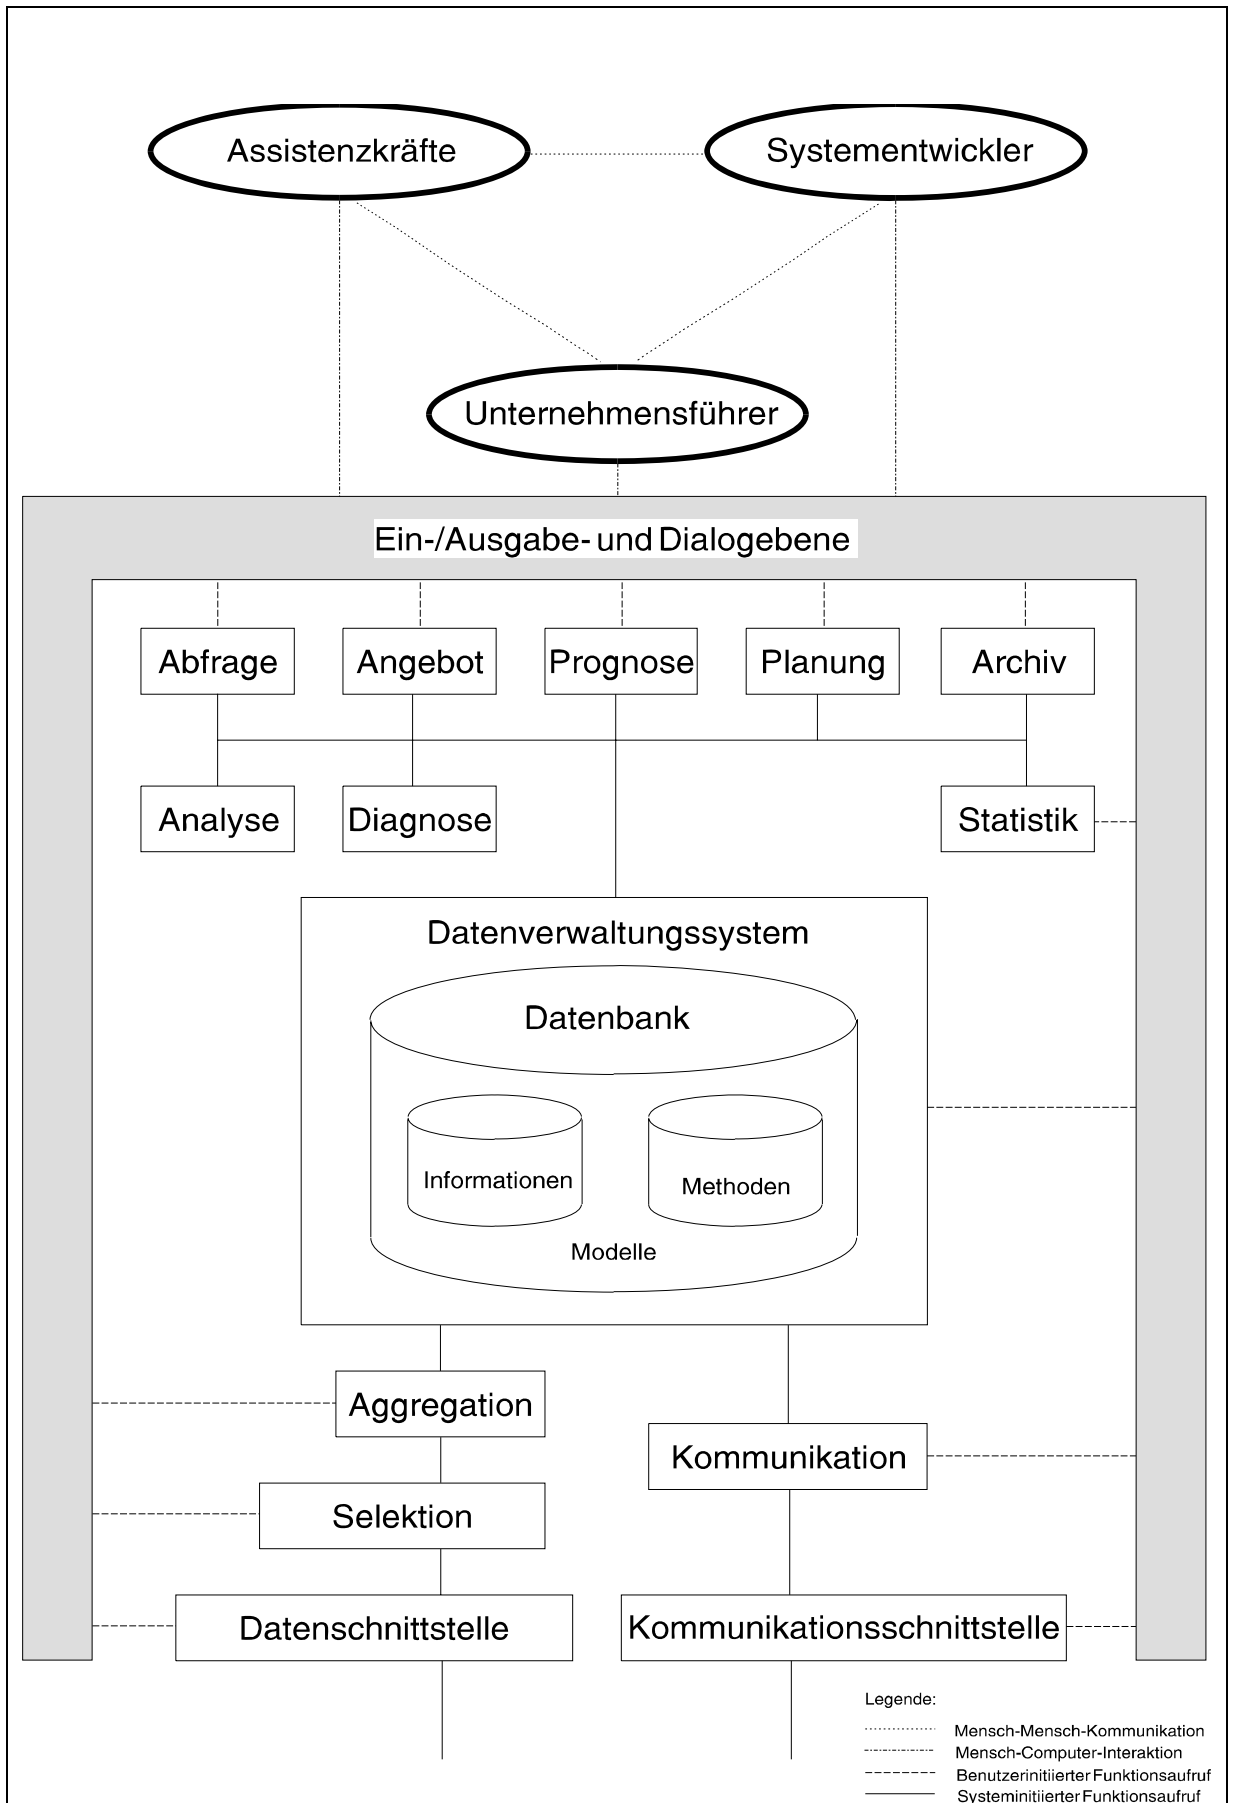 Assistenzkräfte
Systementwickler
Unternehmensführer
Ein-/Ausgabe- und Dialogebene
Abfrage
Angebot
Prognose
Planung
Archiv
Analyse
Diagnose
Statistik
Datenverwaltungssystem
Datenbank
Informationen
Methoden
Modelle
Aggregation
Kommunikation
Selektion
Datenschnittstelle
Kommunikationsschnittstelle
Legende:
Mensch-Mensch-Kommunikation
Mensch-Computer-Interaktion
Benutzerinitiierter Funktionsaufruf
Systeminitiierter Funktionsaufruf